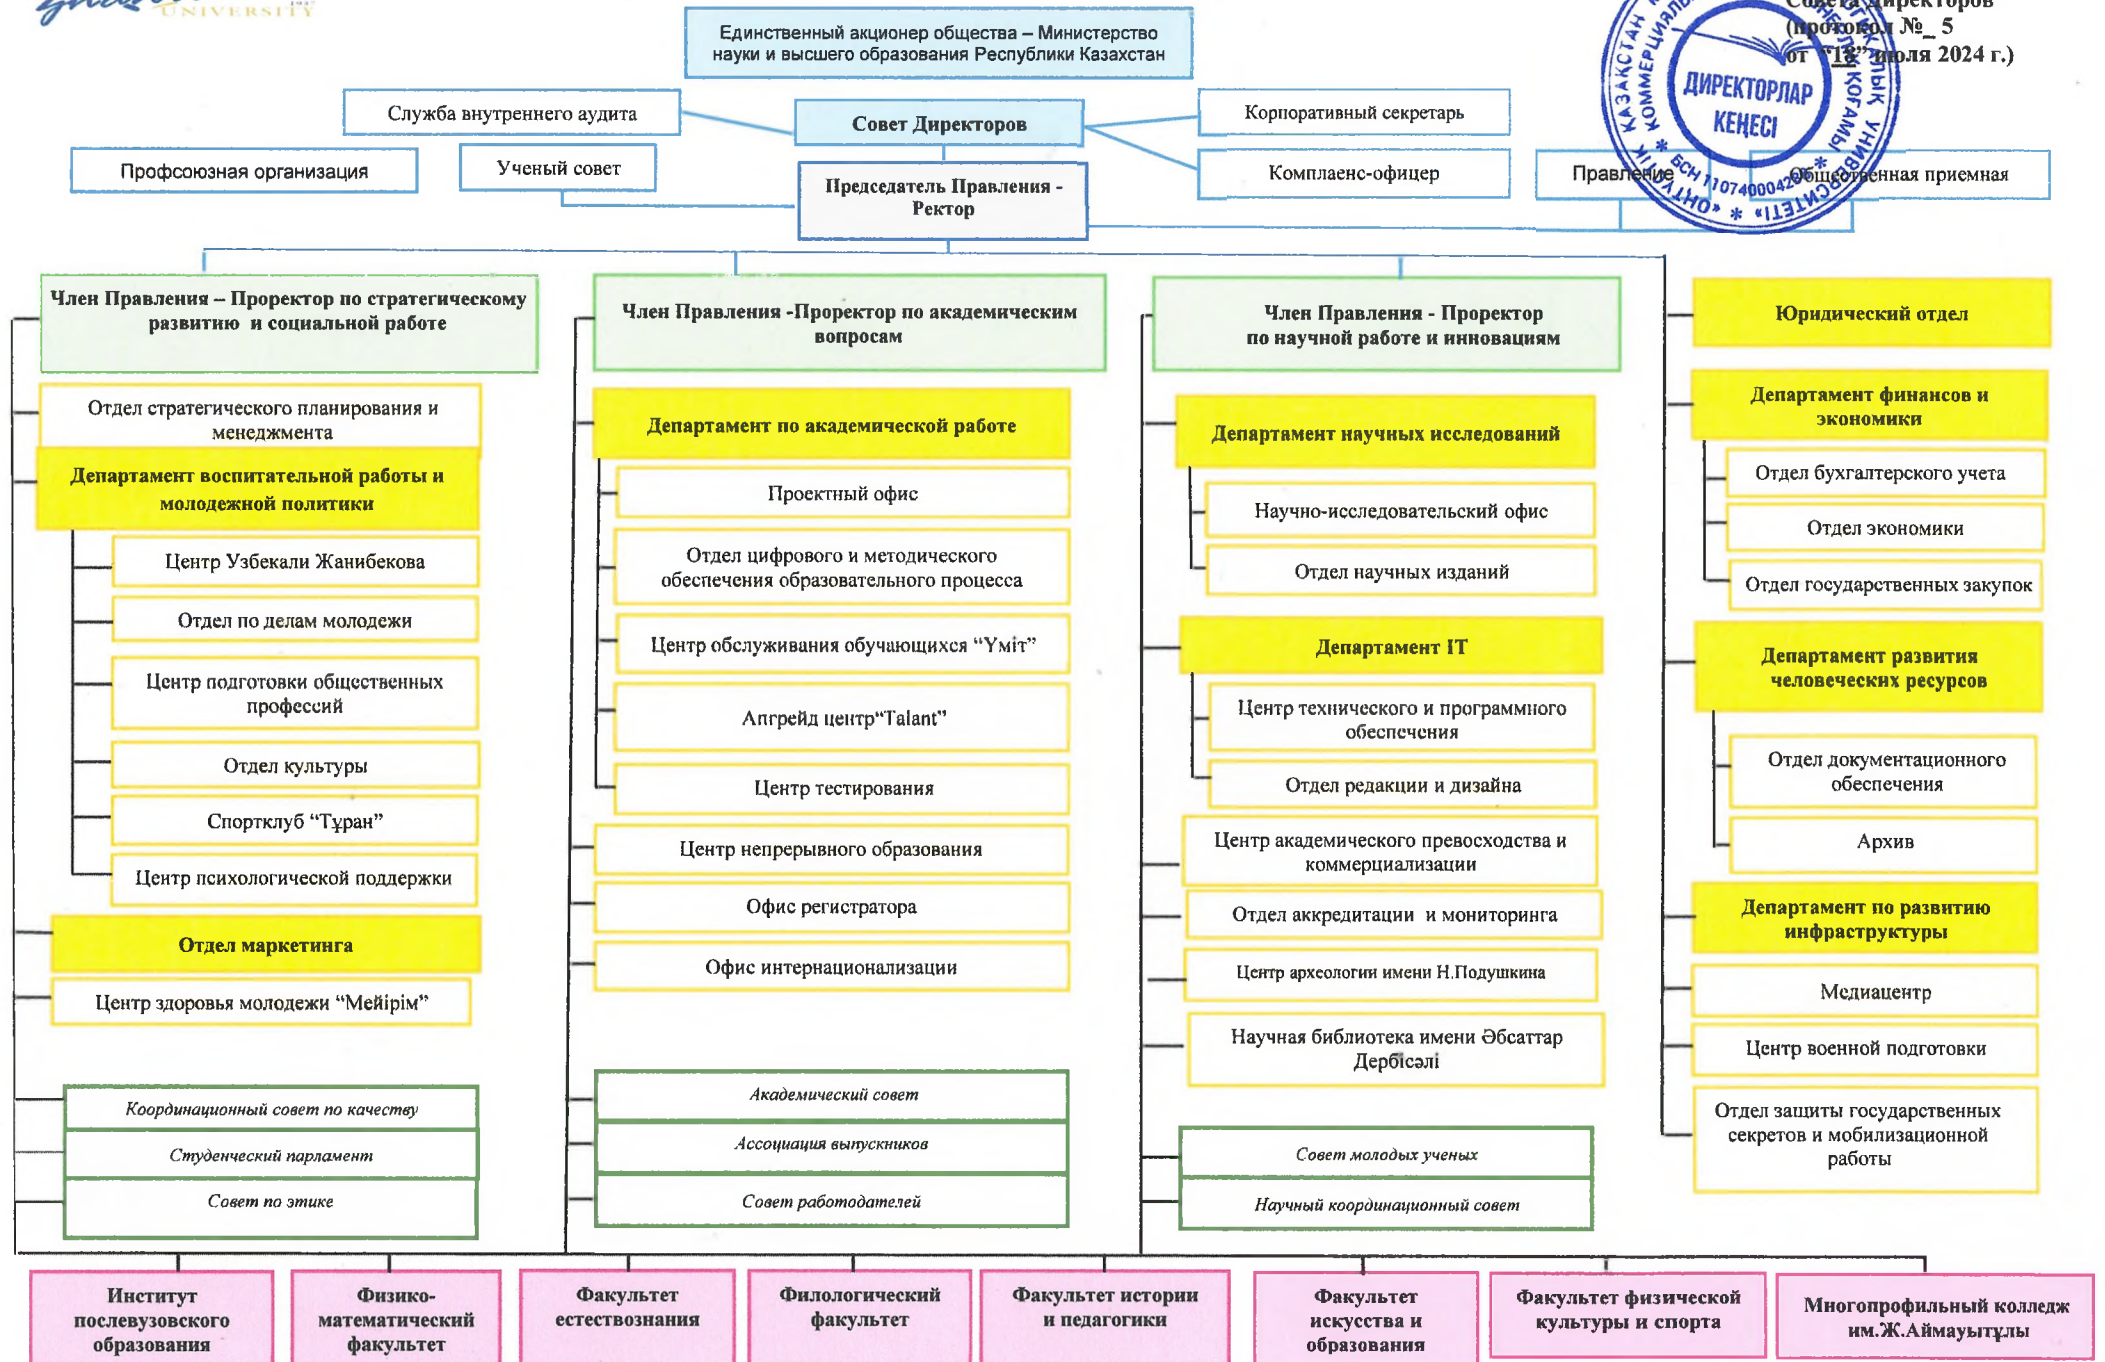 UNIVERSITY
Совета Директоров
(протокол №_ 5
от “18” июля 2024 г.)
ДИРЕКТОРЛАР
КЕҢЕСІ
Единственный акционер общества – Министерство
науки и высшего образования Республики Казахстан
Служба внутреннего аудита
Совет Директоров
Корпоративный секретарь
Профсоюзная организация
Ученый совет
Председатель Правления -
Ректор
Комплаенс-офицер
Правление
Общественная приемная
Член Правления – Проректор по стратегическому
развитию и социальной работе
Отдел стратегического планирования и
менеджмента
Департамент воспитательной работы и
молодежной политики
Центр Узбекали Жанибекова
Отдел по делам молодежи
Центр подготовки общественных
профессий
Отдел культуры
Спортклуб “Тұран”
Центр психологической поддержки
Отдел маркетинга
Центр здоровья молодежи “Мейірім”
Координационный совет по качеству
Студенческий парламент
Совет по этике
Член Правления -Проректор по академическим
вопросам
Департамент по академической работе
Проектный офис
Отдел цифрового и методического
обеспечения образовательного процесса
Центр обслуживания обучающихся “Үміт”
Апгрейд центр“Talant”
Центр тестирования
Центр непрерывного образования
Офис регистратора
Офис интернационализации
Академический совет
Ассоциация выпускников
Совет работодателей
Член Правления - Проректор
по научной работе и инновациям
Департамент научных исследований
Научно-исследовательский офис
Отдел научных изданий
Департамент IT
Центр технического и программного
обеспечения
Отдел редакции и дизайна
Центр академического превосходства и
коммерциализации
Отдел аккредитации и мониторинга
Центр археологии имени Н.Подушкина
Научная библиотека имени Әбсаттар
Дербісәлі
Совет молодых ученых
Научный координационный совет
Юридический отдел
Департамент финансов и
экономики
Отдел бухгалтерского учета
Отдел экономики
Отдел государственных закупок
Департамент развития
человеческих ресурсов
Отдел документационного
обеспечения
Архив
Департамент по развитию
инфраструктуры
Медиацентр
Центр военной подготовки
Отдел защиты государственных
секретов и мобилизационной
работы
Институт
послевузовского
образования
Физико-
математический
факультет
Факультет
естествознания
Филологический
факультет
Факультет истории
и педагогики
Факультет
искусства и
образования
Факультет физической
культуры и спорта
Многопрофильный колледж
им.Ж.Аймауытұлы